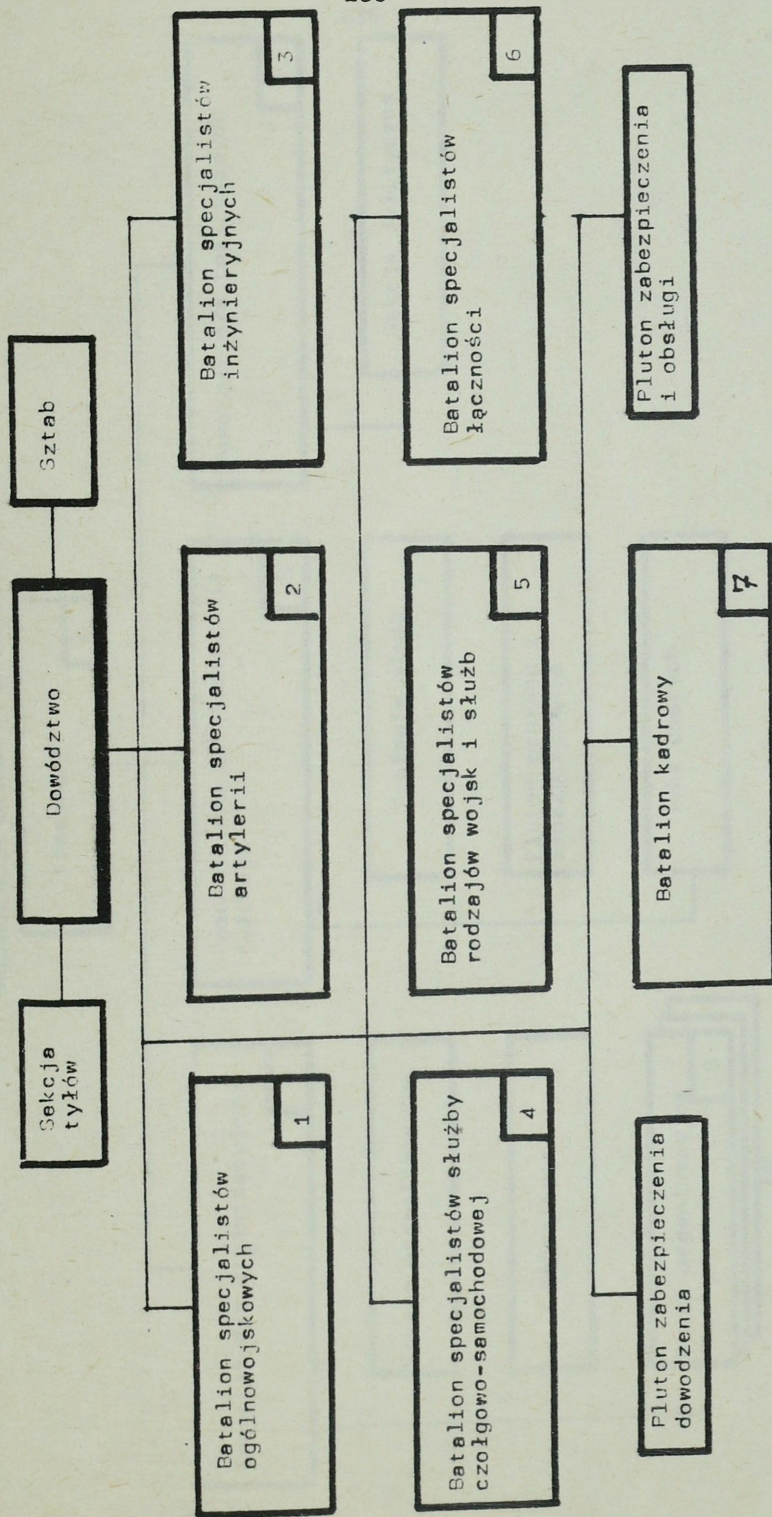 Sekcja
tyłów
Dowództwo
Sztab
Batalion specjalistów
ogólnowojskowych
1
Batalion specjalistów
artylerii
2
Batalion specjalistów
inżynieryjnych
3
Batalion specjalistów służby
czołgowo-samochodowej
4
Batalion specjalistów
rodzajów wojsk i służb
5
Batalion specjalistów
łączności
6
Pluton zabezpieczenia
dowodzenia
Batalion kadrowy
7
Pluton zabezpieczenia
i obsługi